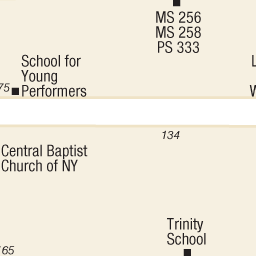 MS 256
MS 258
PS 333
School for
Young
Performers
75
L
W
134
Central Baptist
Church of NY
Trinity
School
65